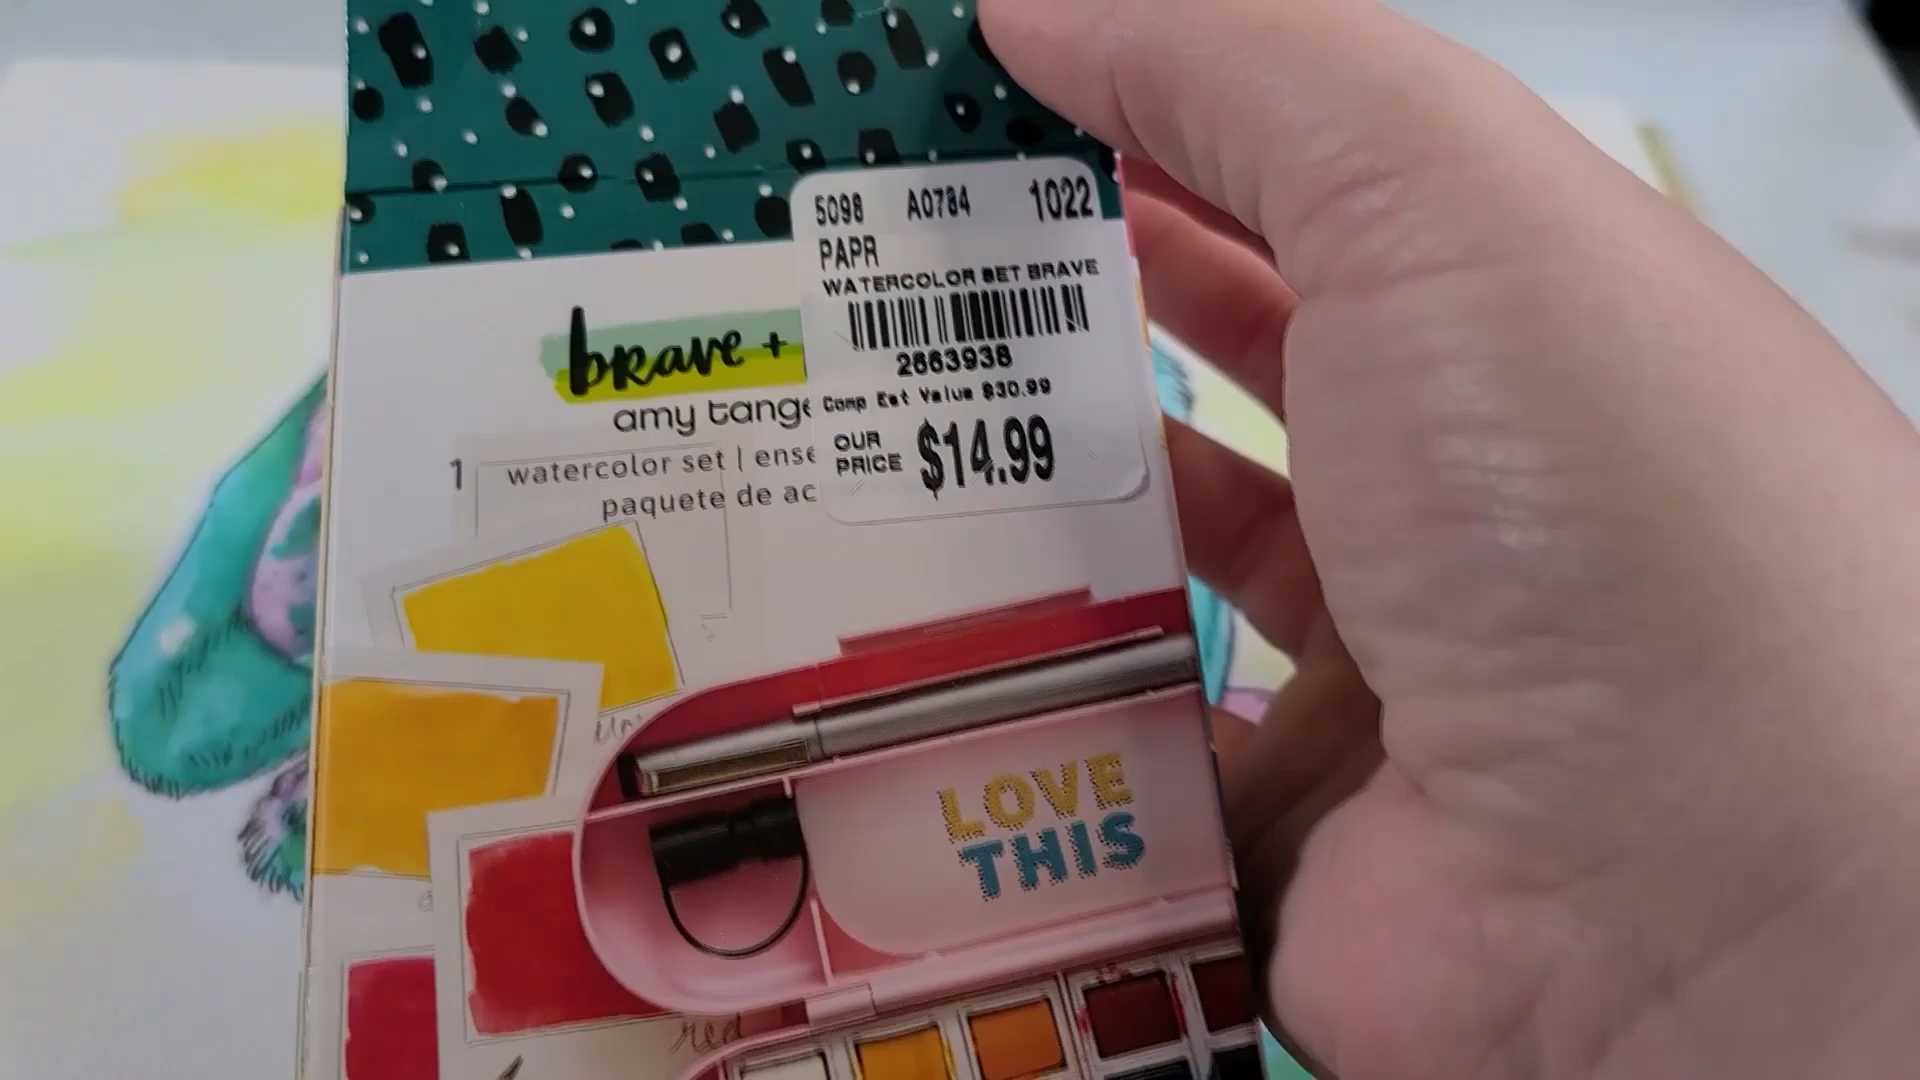 5098 A0784 1022
PAPR
WATERCOLOR SET BRAVE
2663938
Comp Est Value $30.99
OUR
PRICE $14.99
brave +
amy tange
1 watercolor set | ense
paquete de ac
LOVE
THIS
red